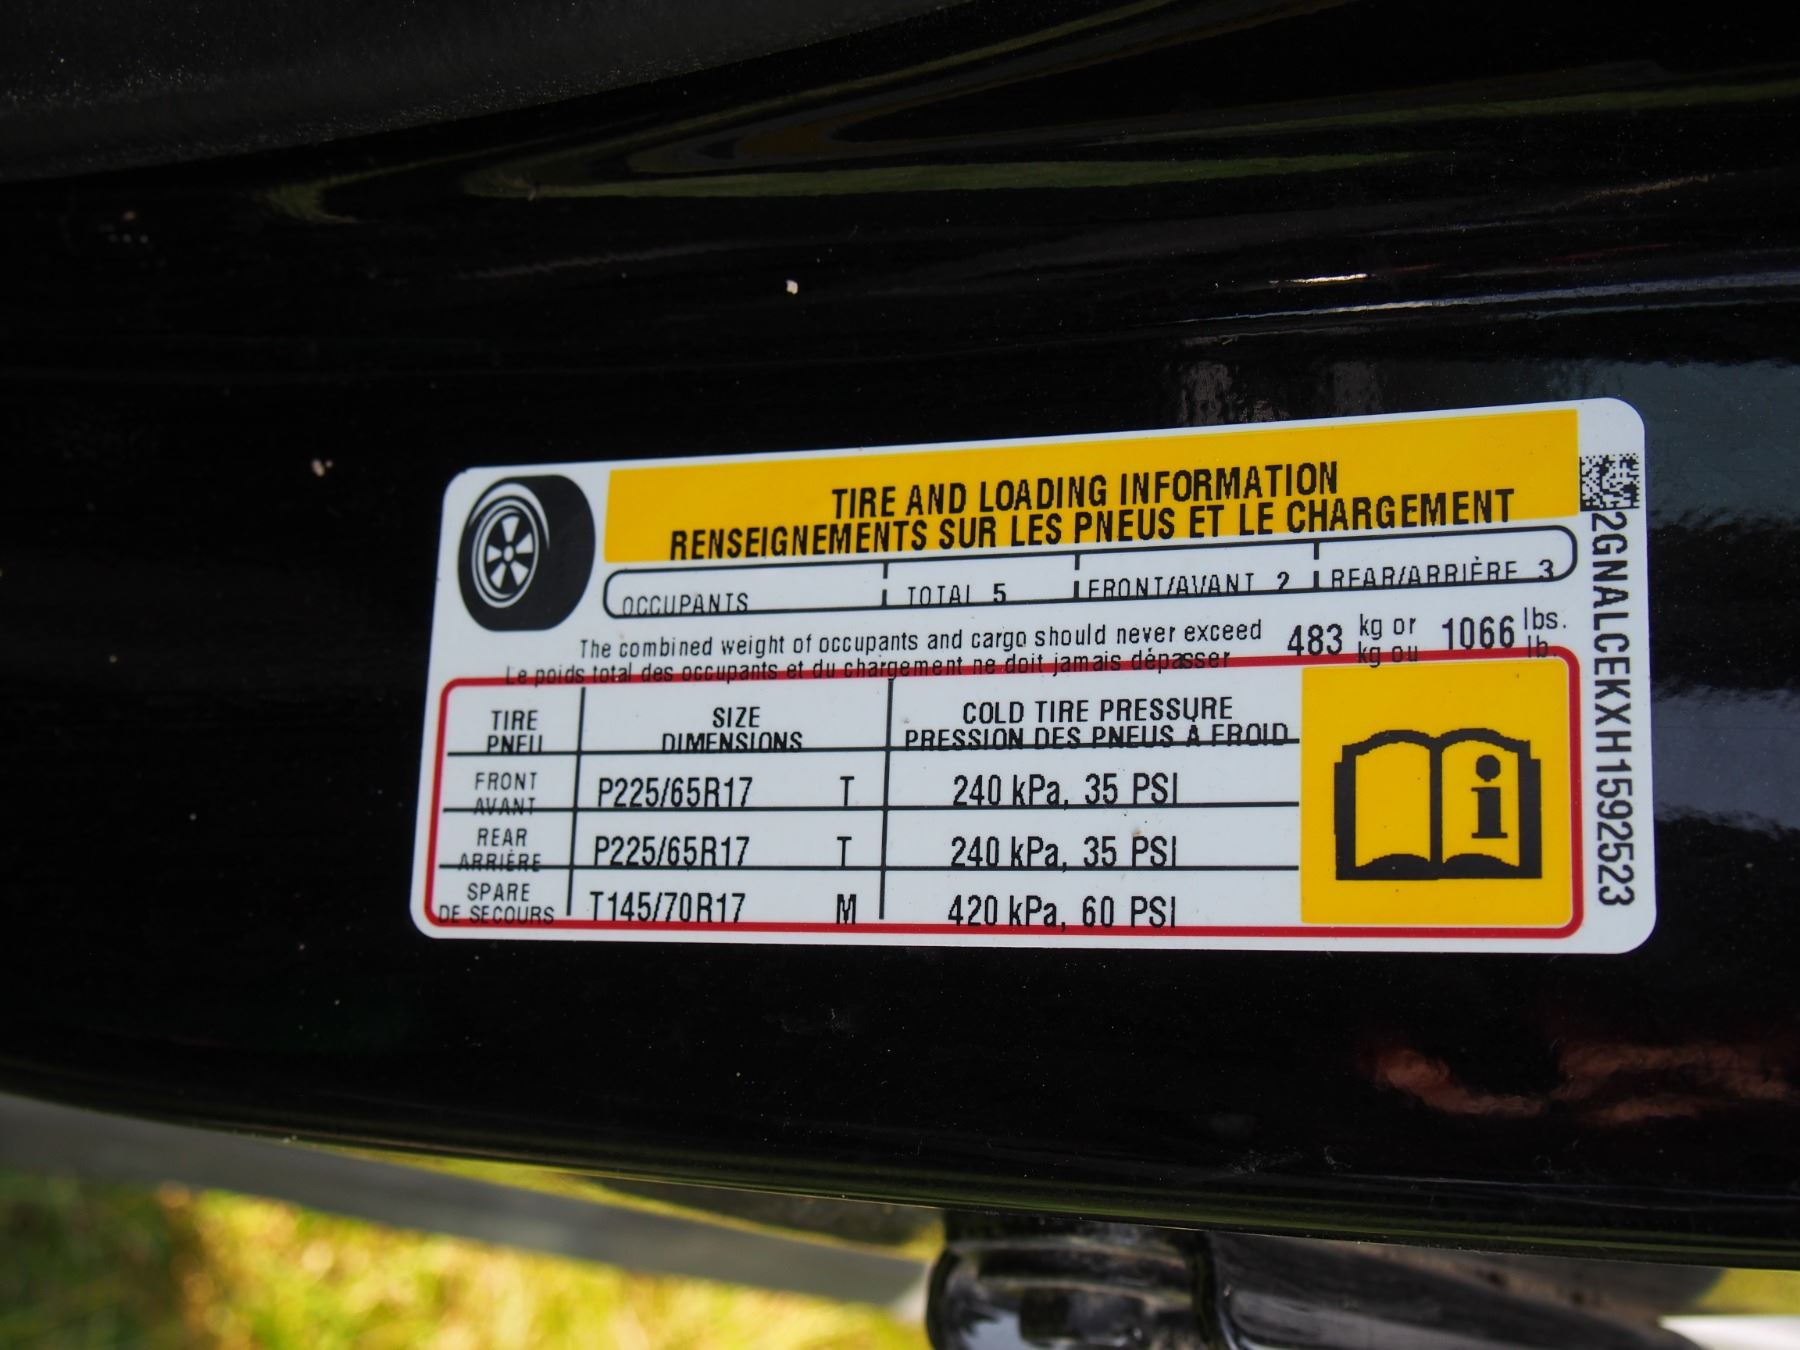 TIRE AND LOADING INFORMATION
RENSEIGNEMENTS SUR LES PNEUS ET LE CHARGEMENT
OCCUPANTS TOTAL 5 FRONT/AVANT 2 REAR/ARRIÈRE 3
The combined weight of occupants and cargo should never exceed 483 kg or 1066 lbs.
Le poids total des occupants et du chargement ne doit jamais dépasser kg ou lb.
TIRE SIZE COLD TIRE PRESSURE
PNEU DIMENSIONS PRESSION DES PNEUS À FROID
FRONT
AVANT P225/65R17 T 240 kPa, 35 PSI
REAR
ARRIÈRE P225/65R17 T 240 kPa, 35 PSI
SPARE
DE SECOURS T145/70R17 M 420 kPa, 60 PSI
i
2GNALCEKXH1592523